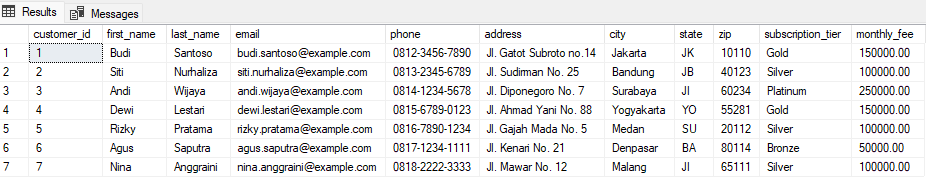 Results Messages
customer_id first_name last_name email phone address city state zip subscription_tier monthly_fee
1 1 Budi Santoso budi.santoso@example.com 0812-3456-7890 Jl. Gatot Subroto no.14 Jakarta JK 10110 Gold 150000.00
2 2 Siti Nurhaliza siti.nurhaliza@example.com 0813-2345-6789 Jl. Sudiman No. 25 Bandung JB 40123 Silver 100000.00
3 3 Andi Wijaya andi.wijaya@example.com 0814-1234-5678 Jl. Diponegoro No. 7 Surabaya JI 60234 Platinum 250000.00
4 4 Dewi Lestari dewi.lestari@example.com 0815-6789-0123 Jl. Ahmad Yani No. 88 Yogyakarta YO 55281 Gold 150000.00
5 5 Rizky Pratama rizky.pratama@example.com 0816-7890-1234 Jl. Gajah Mada No. 5 Medan SU 20112 Silver 100000.00
6 6 Agus Saputra agus.saputra@example.com 0817-1234-1111 Jl. Kenari No. 21 Denpasar BA 80114 Bronze 50000.00
7 7 Nina Anggraini nina.anggraini@example.com 0818-2222-3333 Jl. Mawar No. 12 Malang JI 65111 Silver 100000.00